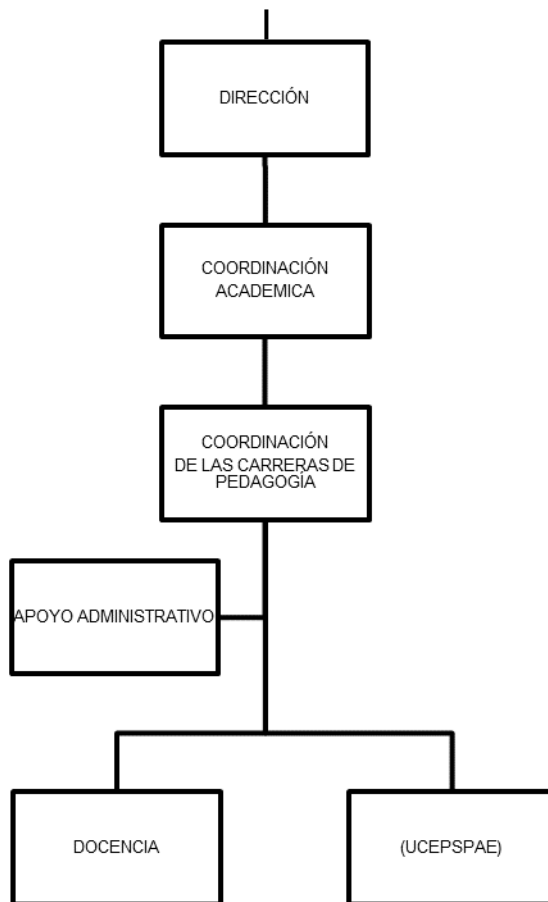 DIRECCIÓN
COORDINACIÓN
ACADEMICA
COORDINACIÓN
DE LAS CARRERAS DE
PEDAGOGÍA
APOYO ADMINISTRATIVO
DOCENCIA
(UCEPSPAE)